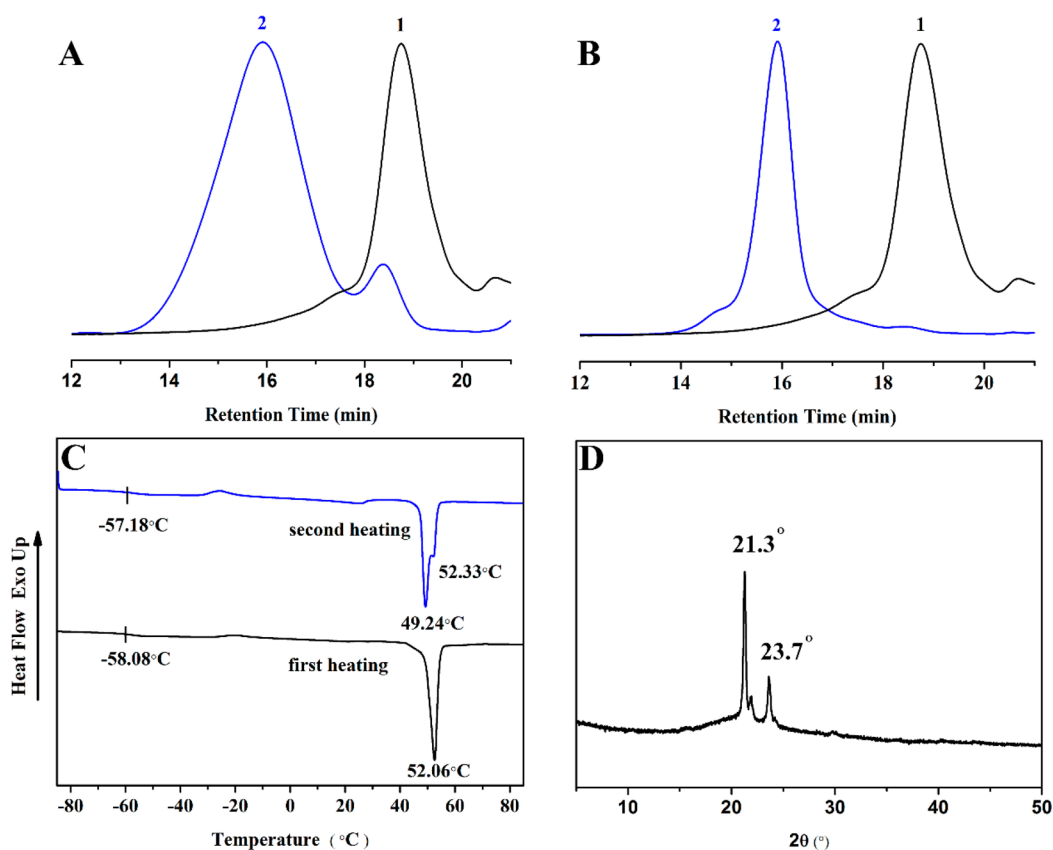 A
2
1
12
14
16
18
20
Retention Time (min)
B
2
1
12
14
16
18
20
Retention Time (min)
C
-57.18°C
second heating
52.33°C
49.24°C
-58.08°C
first heating
52.06°C
Heat Flow Exo Up
-80
-60
-40
-20
0
20
40
60
80
Temperature (°C)
D
21.3°
23.7°
10
20
30
40
50
2θ (°)